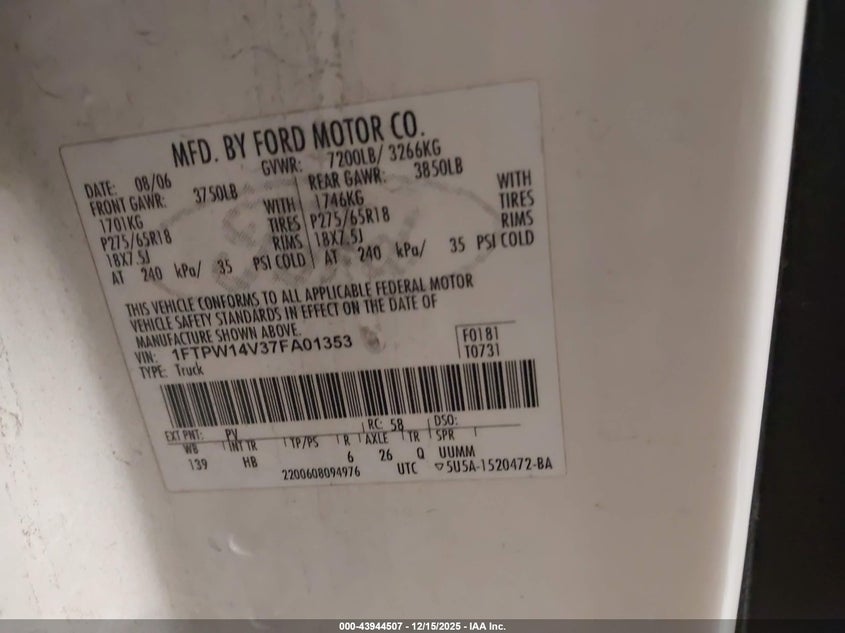 MFD. BY FORD MOTOR CO.
DATE: 08/06 GVWR: 7200LB/ 3266KG
FRONT GAWR: 3750LB REAR GAWR: 3850LB
1701KG WITH 1746KG WITH
P275/65R18 TIRES P275/65R18 TIRES
18X7.5J RIMS 18X7.5J RIMS
AT 240 kPa/ 35 PSI COLD AT 240 kPa/ 35 PSI COLD
THIS VEHICLE CONFORMS TO ALL APPLICABLE FEDERAL MOTOR
VEHICLE SAFETY STANDARDS IN EFFECT ON THE DATE OF
MANUFACTURE SHOWN ABOVE.
VIN: 1FTPW14V37FA01353 F0181
TYPE: Truck T0731
EXT PNT: PV RC: 58 DSO:
WB INT TR TP/PS R AXLE TR SPR
139 HB 6 26 Q UUMM
2200608094976 UTC ▽5U5A-1520472-BA
000-43944507 - 12/15/2025 - IAA Inc.